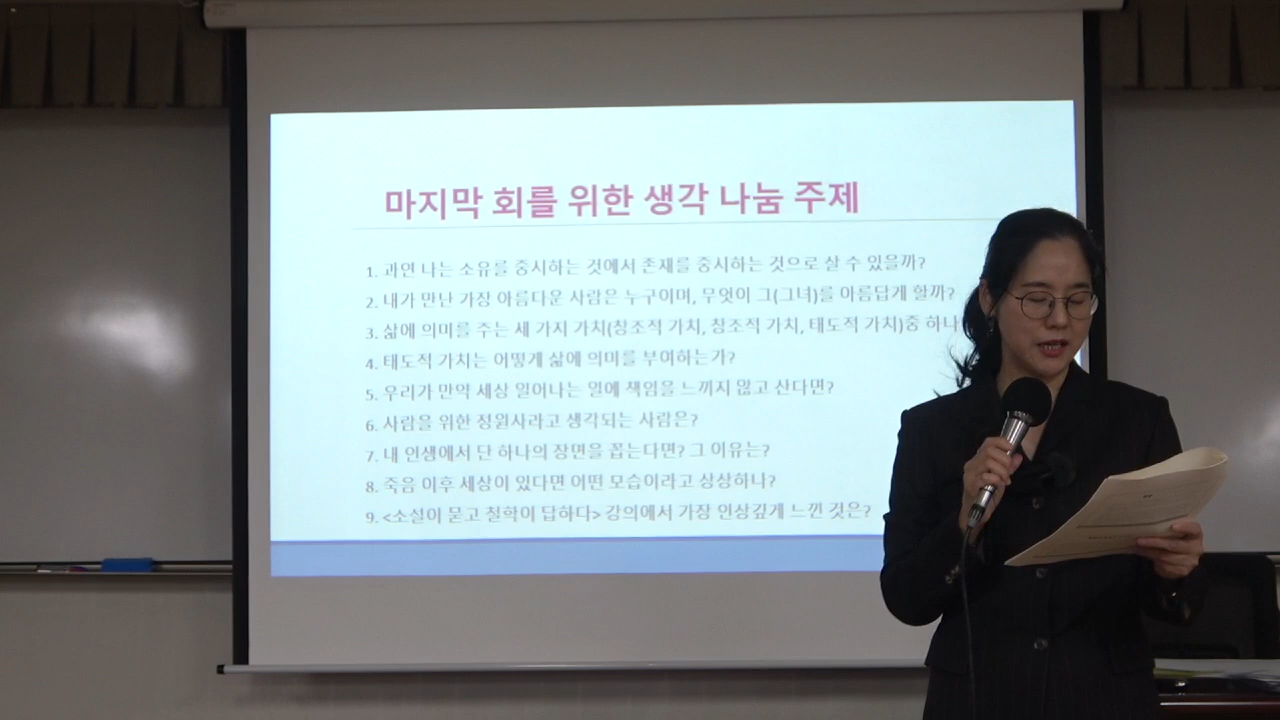 마지막 회를 위한 생각 나눔 주제
1. 과연 나는 소유를 중시하는 것에서 존재를 중시하는 것으로 살 수 있을까?
2. 내가 만난 가장 아름다운 사람은 누구이며, 무엇이 그(그녀)를 아름답게 할까?
3. 삶에 의미를 주는 세 가지 가치(창조적 가치, 창조적 가치, 태도적 가치)중 하나
4. 태도적 가치는 어떻게 삶에 의미를 부여하는가?
5. 우리가 만약 세상 일어나는 일에 책임을 느끼지 않고 산다면?
6. 사람을 위한 정원사라고 생각되는 사람은?
7. 내 인생에서 단 하나의 장면을 꼽는다면? 그 이유는?
8. 죽음 이후 세상이 있다면 어떤 모습이라고 상상하나?
9. <소설이 묻고 철학이 답하다> 강의에서 가장 인상깊게 느낀 것은?